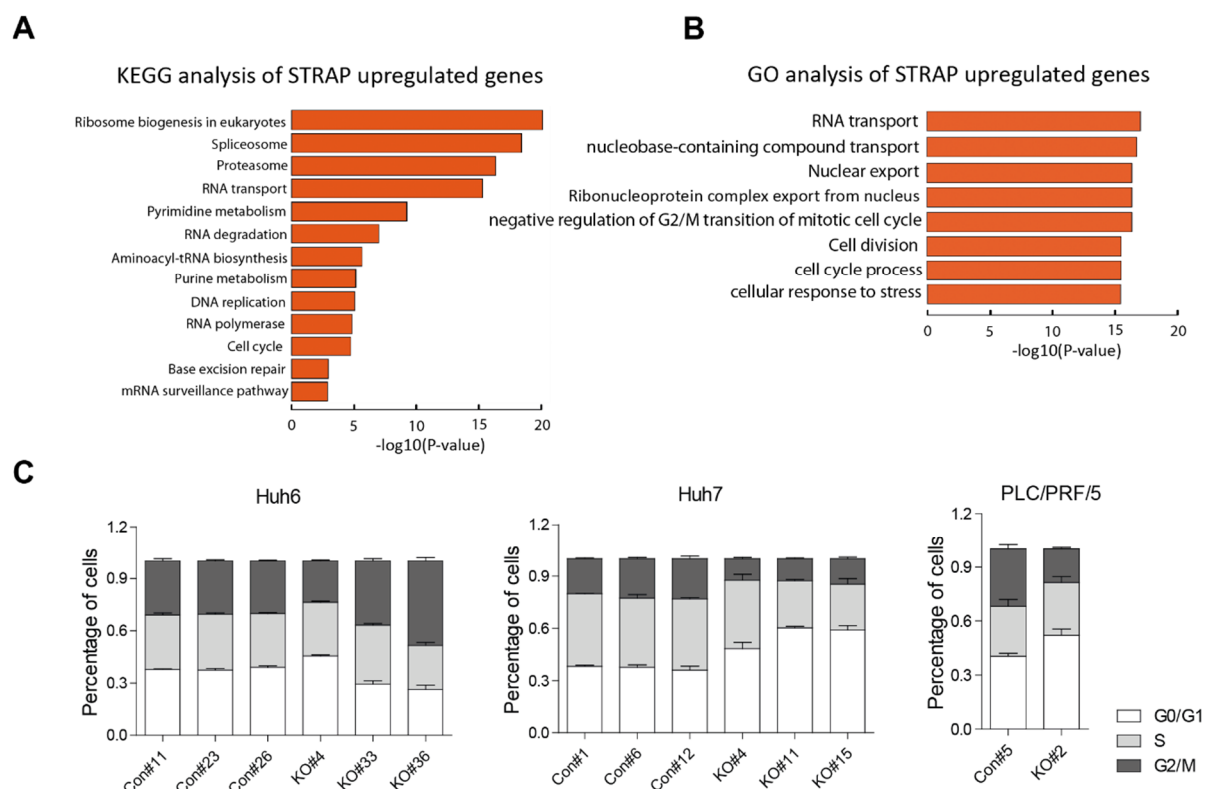 A
KEGG analysis of STRAP upregulated genes
Ribosome biogenesis in eukaryotes
Spliceosome
Proteasome
RNA transport
Pyrimidine metabolism
RNA degradation
Aminoacyl-tRNA biosynthesis
Purine metabolism
DNA replication
RNA polymerase
Cell cycle
Base excision repair
mRNA surveillance pathway
0 5 10 15 20
-log10(P-value)
B
GO analysis of STRAP upregulated genes
RNA transport
nucleobase-containing compound transport
Nuclear export
Ribonucleoprotein complex export from nucleus
negative regulation of G2/M transition of mitotic cell cycle
Cell division
cell cycle process
cellular response to stress
0 5 10 15 20
-log10(P-value)
C
Huh6
Percentage of cells
1.2
0.9
0.6
0.3
0.0
Con#11 Con#23 Con#26 KO#4 KO#33 KO#36
Huh7
Percentage of cells
1.2
0.9
0.6
0.3
0.0
Con#1 Con#6 Con#12 KO#4 KO#11 KO#15
PLC/PRF/5
Percentage of cells
1.2
0.9
0.6
0.3
0.0
Con#5 KO#2
G0/G1
S
G2/M